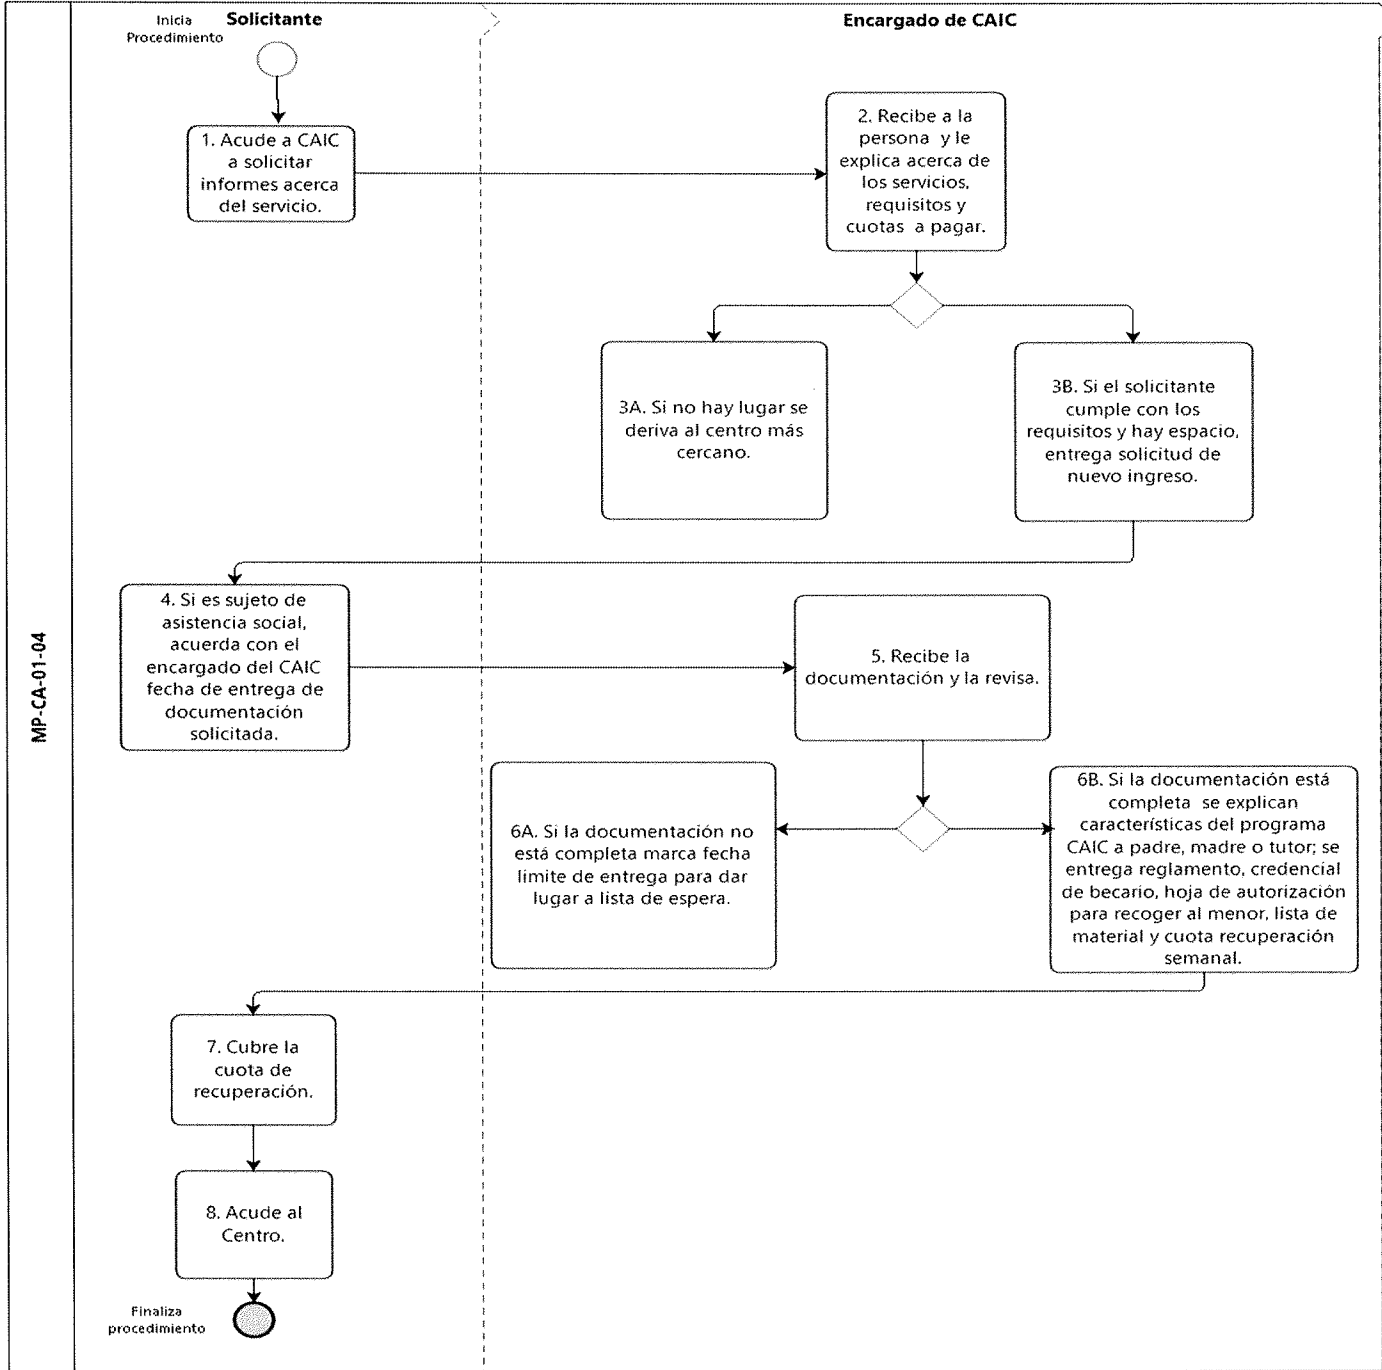 Inicia
Procedimiento
Solicitante
Encargado de CAIC
1. Acude a CAIC
a solicitar
informes acerca
del servicio.
2. Recibe a la
persona y le
explica acerca de
los servicios,
requisitos y
cuotas a pagar.
3A. Si no hay lugar se
deriva al centro más
cercano.
3B. Si el solicitante
cumple con los
requisitos y hay espacio,
entrega solicitud de
nuevo ingreso.
MP-CA-01-04
4. Si es sujeto de
asistencia social,
acuerda con el
encargado del CAIC
fecha de entrega de
documentación
solicitada.
5. Recibe la
documentación y la revisa.
6A. Si la documentación no
está completa marca fecha
límite de entrega para dar
lugar a lista de espera.
6B. Si la documentación está
completa se explican
características del programa
CAIC a padre, madre o tutor; se
entrega reglamento, credencial
de becario, hoja de autorización
para recoger al menor, lista de
material y cuota recuperación
semanal.
7. Cubre la
cuota de
recuperación.
8. Acude al
Centro.
Finaliza
procedimiento